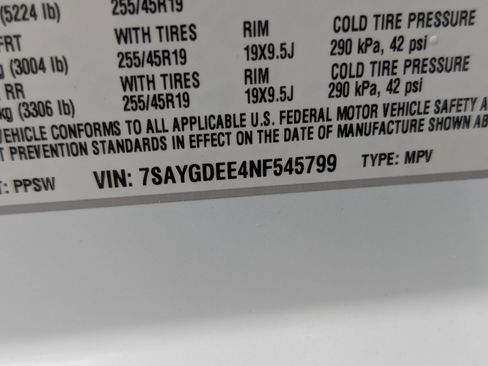 (5224 lb) 255/45R19
FRT WITH TIRES RIM COLD TIRE PRESSURE
(3004 lb) 255/45R19 19X9.5J 290 kPa, 42 psi
RR WITH TIRES RIM COLD TIRE PRESSURE
kg (3306 lb) 255/45R19 19X9.5J 290 kPa, 42 psi
VEHICLE CONFORMS TO ALL APPLICABLE U.S. FEDERAL MOTOR VEHICLE SAFETY A
T PREVENTION STANDARDS IN EFFECT ON THE DATE OF MANUFACTURE SHOWN AB
T: PPSW VIN: 7SAYGDEE4NF545799 TYPE: MPV